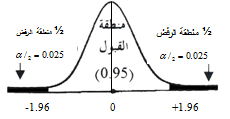 ½ منطقة الرفض
α/2 = 0.025
منطقة
القبول
(0.95)
½ منطقة الرفض
α/2 = 0.025
-1.96 0 +1.96